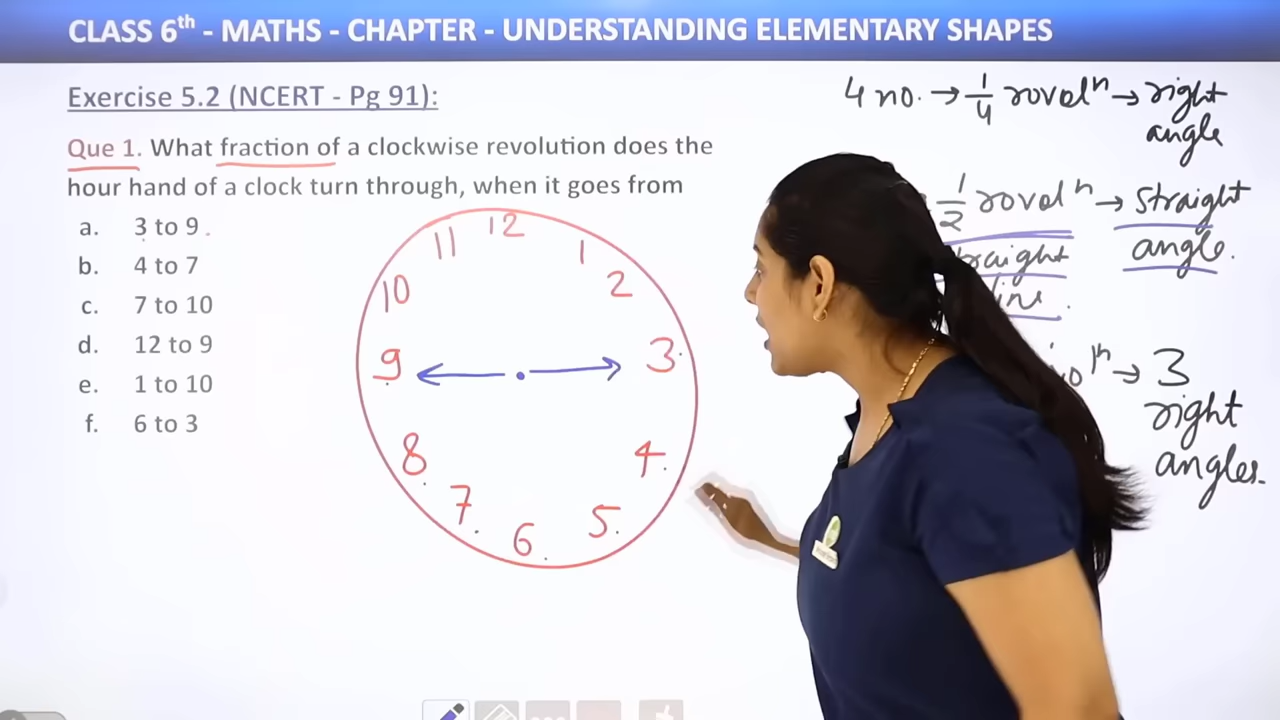 CLASS 6th - MATHS - CHAPTER - UNDERSTANDING ELEMENTARY SHAPES
Exercise 5.2 (NCERT - Pg 91):
Que 1. What fraction of a clockwise revolution does the
hour hand of a clock turn through, when it goes from
a. 3 to 9
b. 4 to 7
c. 7 to 10
d. 12 to 9
e. 1 to 10
f. 6 to 3
12
11 1
10 2
9 3
8 4
7 5
6
4 no. → 1/4 rovolⁿ → right
angle
1/2 rovolⁿ → straight
angle.
line.
→ 3
right
angles.